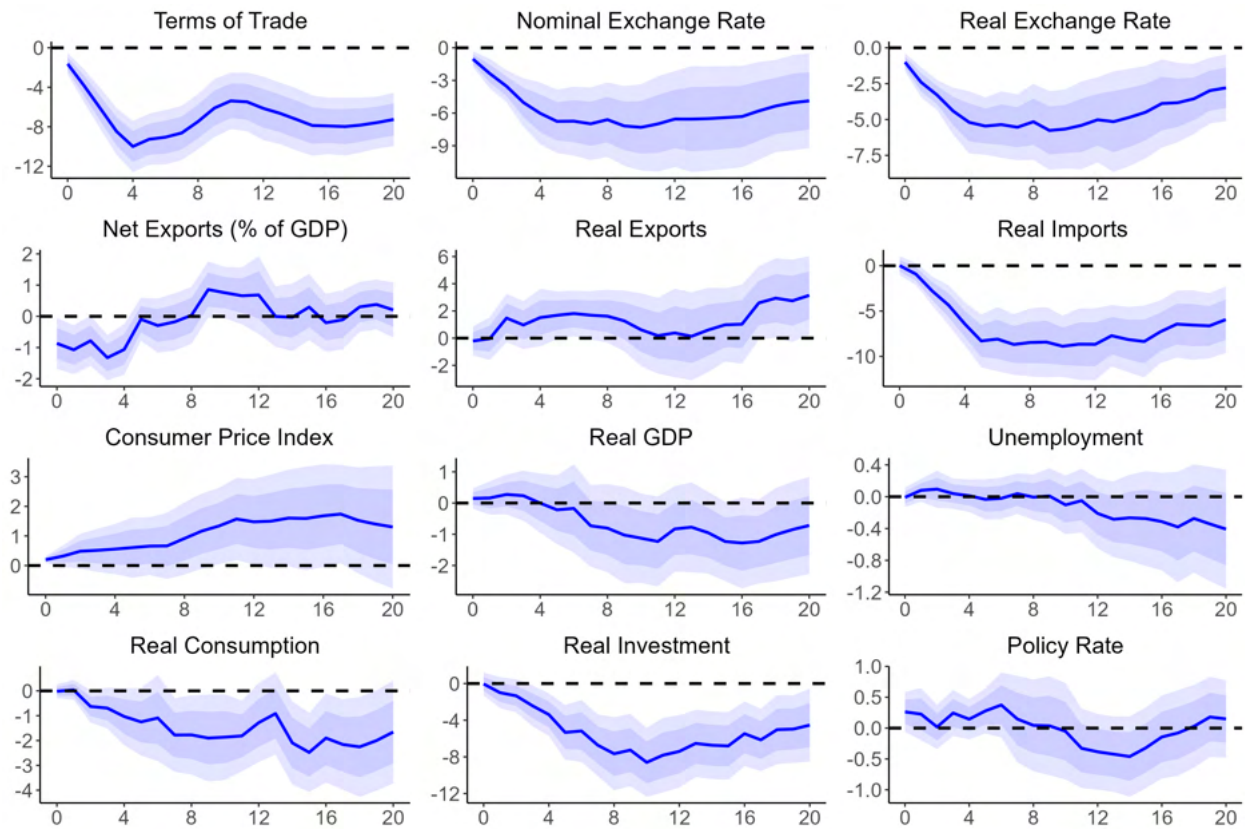 Terms of Trade
Nominal Exchange Rate
Real Exchange Rate
0
-4
-8
-12
0 4 8 12 16 20
0
-3
-6
-9
0 4 8 12 16 20
0.0
-2.5
-5.0
-7.5
0 4 8 12 16 20
Net Exports (% of GDP)
Real Exports
Real Imports
2
1
0
-1
-2
0 4 8 12 16 20
6
4
2
0
-2
0 4 8 12 16 20
0
-5
-10
0 4 8 12 16 20
Consumer Price Index
Real GDP
Unemployment
3
2
1
0
0 4 8 12 16 20
1
0
-1
-2
0 4 8 12 16 20
0.4
0.0
-0.4
-0.8
-1.2
0 4 8 12 16 20
Real Consumption
Real Investment
Policy Rate
0
-1
-2
-3
-4
0 4 8 12 16 20
0
-4
-8
-12
0 4 8 12 16 20
1.0
0.5
0.0
-0.5
-1.0
0 4 8 12 16 20